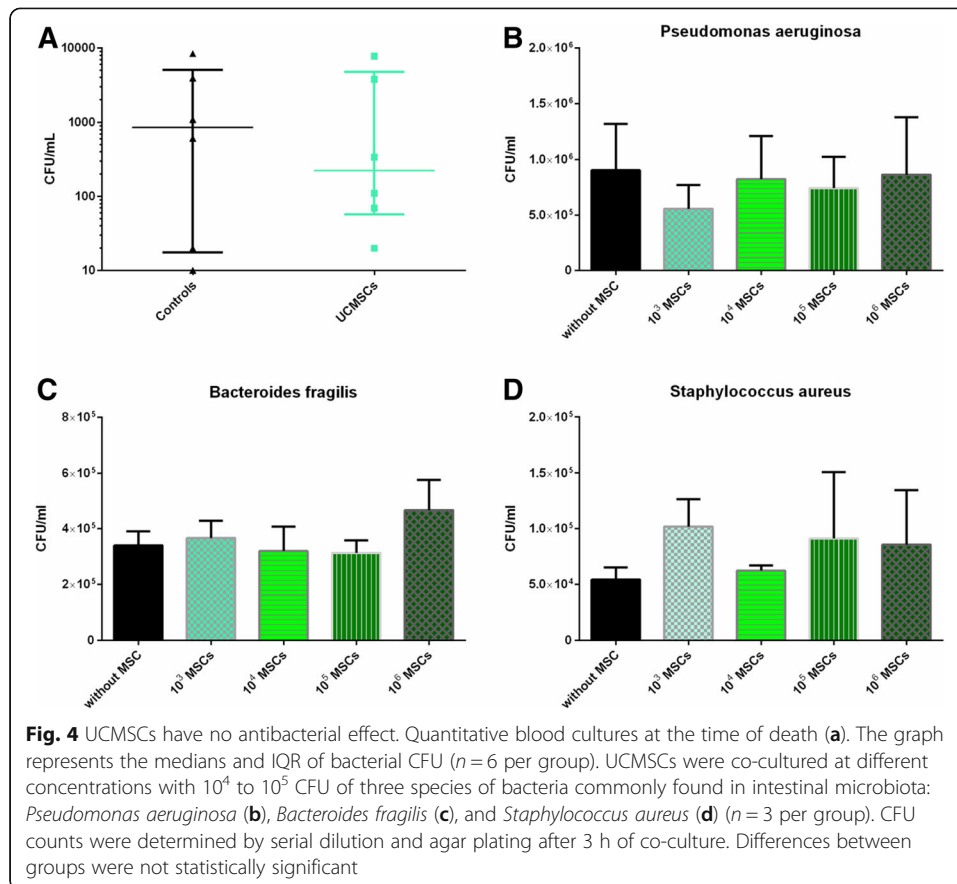 A
CFU/mL
10000
1000
100
10
Controls
UCMSCs
B
Pseudomonas aeruginosa
CFU/ml
2.0×10⁶
1.5×10⁶
1.0×10⁶
5.0×10⁵
0
without MSC
10³ MSCs
10⁴ MSCs
10⁵ MSCs
10⁶ MSCs
C
Bacteroides fragilis
CFU/ml
8×10⁵
6×10⁵
4×10⁵
2×10⁵
0
without MSC
10³ MSCs
10⁴ MSCs
10⁵ MSCs
10⁶ MSCs
D
Staphylococcus aureus
CFU/ml
2.0×10⁵
1.5×10⁵
1.0×10⁵
5.0×10⁴
0
without MSC
10³ MSCs
10⁴ MSCs
10⁵ MSCs
10⁶ MSCs
Fig. 4 UCMSCs have no antibacterial effect. Quantitative blood cultures at the time of death (a). The graph
represents the medians and IQR of bacterial CFU (n = 6 per group). UCMSCs were co-cultured at different
concentrations with 10⁴ to 10⁵ CFU of three species of bacteria commonly found in intestinal microbiota:
Pseudomonas aeruginosa (b), Bacteroides fragilis (c), and Staphylococcus aureus (d) (n = 3 per group). CFU
counts were determined by serial dilution and agar plating after 3 h of co-culture. Differences between
groups were not statistically significant